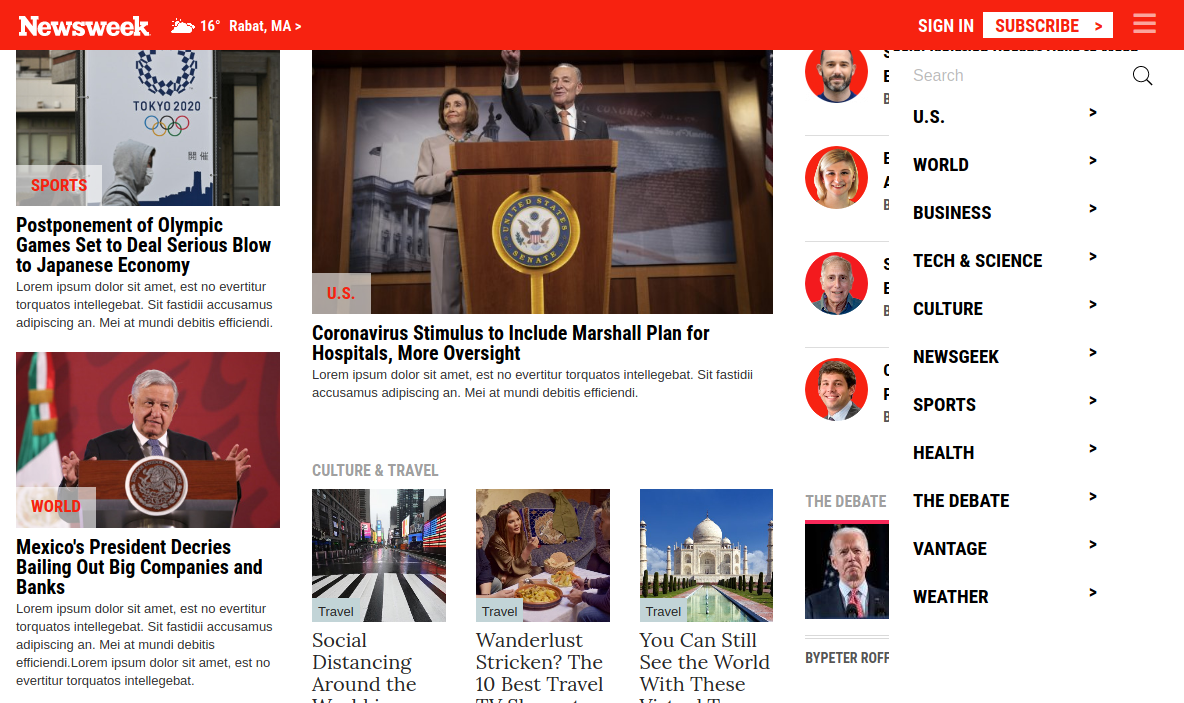 Newsweek
16° Rabat, MA >
SIGN IN
SUBSCRIBE >
TOKYO 2020
開催
SPORTS
Postponement of Olympic
Games Set to Deal Serious Blow
to Japanese Economy
Lorem ipsum dolor sit amet, est no evertitur
torquatos intellegebat. Sit fastidii accusamus
adipiscing an. Mei at mundi debitis efficiendi.
WORLD
Mexico's President Decries
Bailing Out Big Companies and
Banks
Lorem ipsum dolor sit amet, est no evertitur
torquatos intellegebat. Sit fastidii accusamus
adipiscing an. Mei at mundi debitis
efficiendi.Lorem ipsum dolor sit amet, est no
evertitur torquatos intellegebat.
UNITED STATES
SENATE
U.S.
Coronavirus Stimulus to Include Marshall Plan for
Hospitals, More Oversight
Lorem ipsum dolor sit amet, est no evertitur torquatos intellegebat. Sit fastidii
accusamus adipiscing an. Mei at mundi debitis efficiendi.
CULTURE & TRAVEL
Travel
Social
Distancing
Around the
Travel
Wanderlust
Stricken? The
10 Best Travel
Travel
You Can Still
See the World
With These
THE DEBATE
BYPETER ROFF
Search
U.S. >
WORLD >
BUSINESS >
TECH & SCIENCE >
CULTURE >
NEWSGEEK >
SPORTS >
HEALTH >
THE DEBATE >
VANTAGE >
WEATHER >